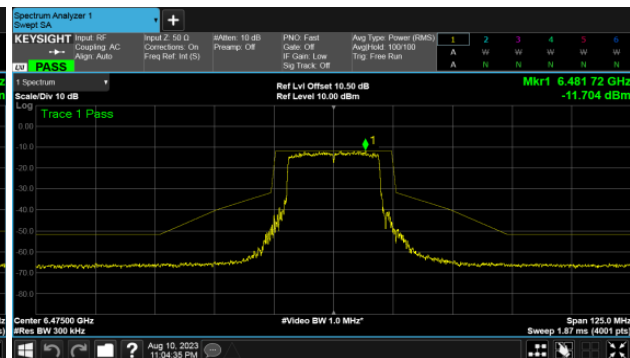 Spectrum Analyzer 1
Swept SA
KEYSIGHT Input: RF Input Z: 50 Ω #Atten: 10 dB PNO: Fast Avg Type: Power (RMS) 1 2 3 4 5 6
Coupling: AC Corrections: On Preamp: Off Gate: Off Avg|Hold: 100/100 A W W W W W
Align: Auto Freq Ref: Int (S) IF Gain: Low Trig: Free Run
LXI PASS Sig Track: Off A N N N N N
1 Spectrum Ref Lvl Offset 10.50 dB Mkr1 6.481 72 GHz
Scale/Div 10 dB Ref Level 10.00 dBm -11.704 dBm
Log
Trace 1 Pass
1
0.00
-10.0
-20.0
-30.0
-40.0
-50.0
-60.0
-70.0
-80.0
Center 6.47500 GHz #Video BW 1.0 MHz* Span 125.0 MHz
#Res BW 300 kHz Sweep 1.87 ms (4001 pts)
Aug 10, 2023
11:04:35 PM